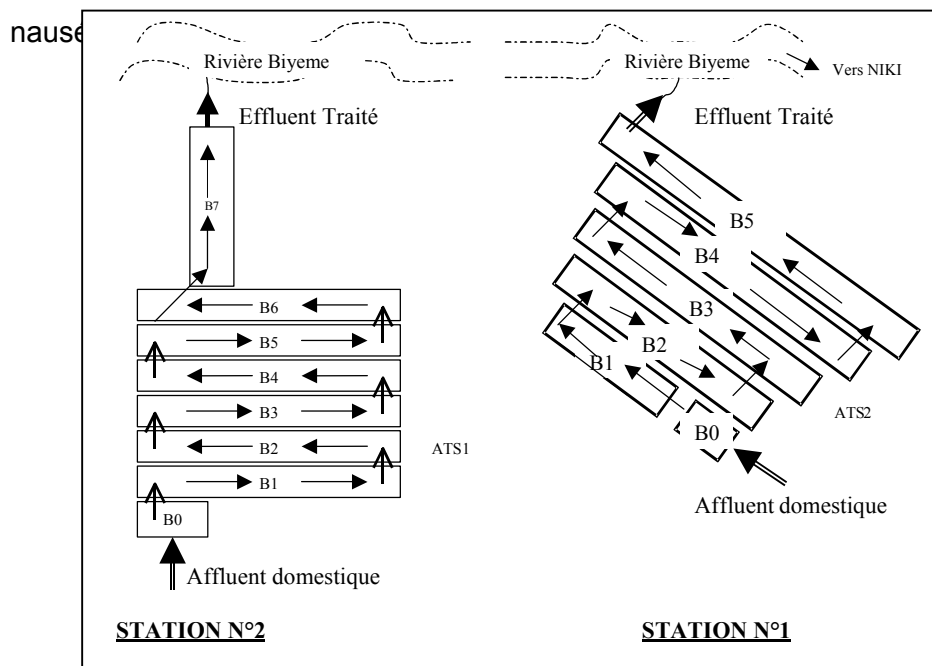 nausé
Rivière Biyeme
Effluent Traité
B7
B6
B5
B4
B3
B2
B1
B0
ATS1
Affluent domestique
STATION N°2
Rivière Biyeme
Vers NIKI
Effluent Traité
B5
B4
B3
B2
B1
B0
ATS2
Affluent domestique
STATION N°1